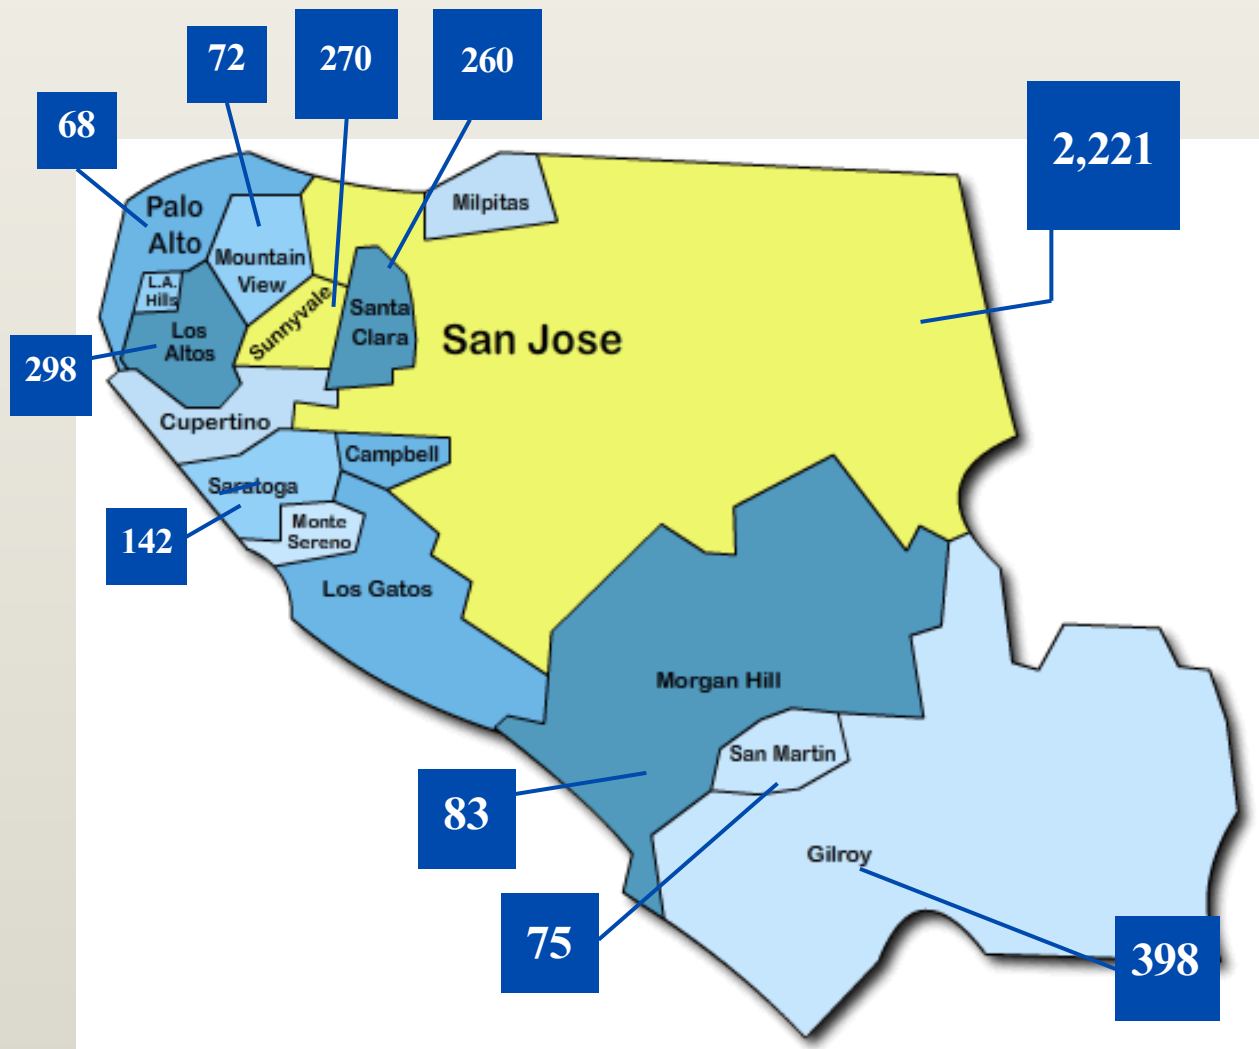 72
270
260
68
2,221
Milpitas
Palo
Alto
Mountain
View
L.A.
Hills
Sunnyvale
Santa
Clara
Los
Altos
San Jose
298
Cupertino
Campbell
Saratoga
Monte
Sereno
142
Los Gatos
Morgan Hill
San Martin
83
Gilroy
75
398